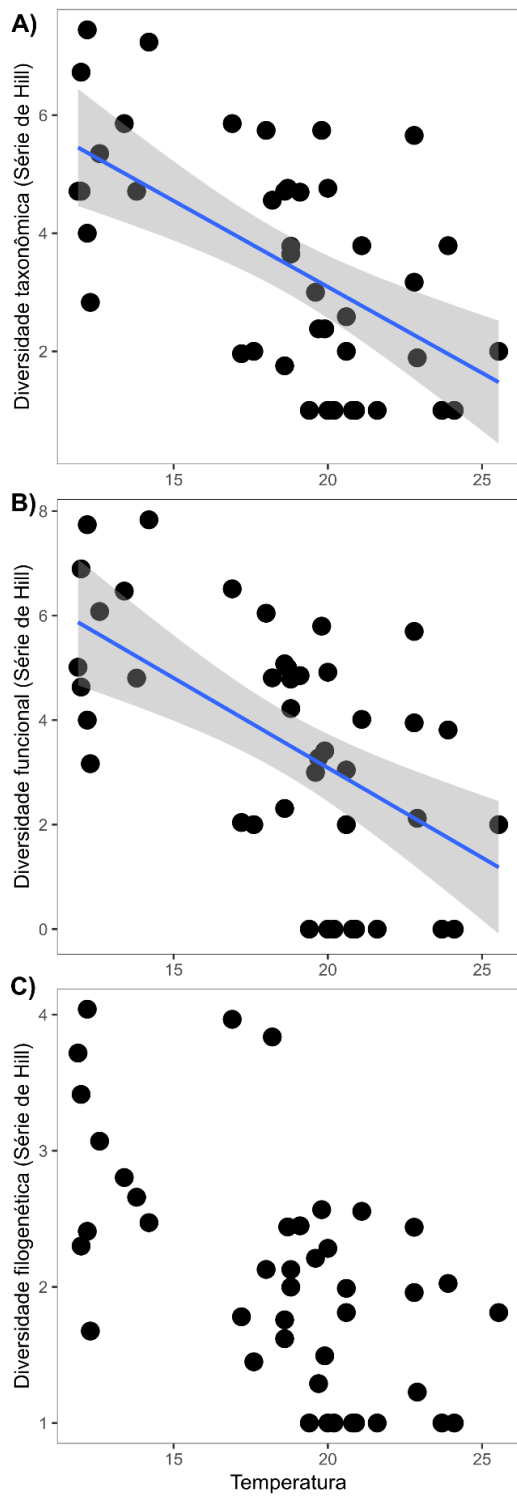 A)
Diversidade taxonômica (Série de Hill)
6
4
2
15 20 25
B)
Diversidade funcional (Série de Hill)
8
6
4
2
0
15 20 25
C)
Diversidade filogenética (Série de Hill)
4
3
2
1
15 20 25
Temperatura